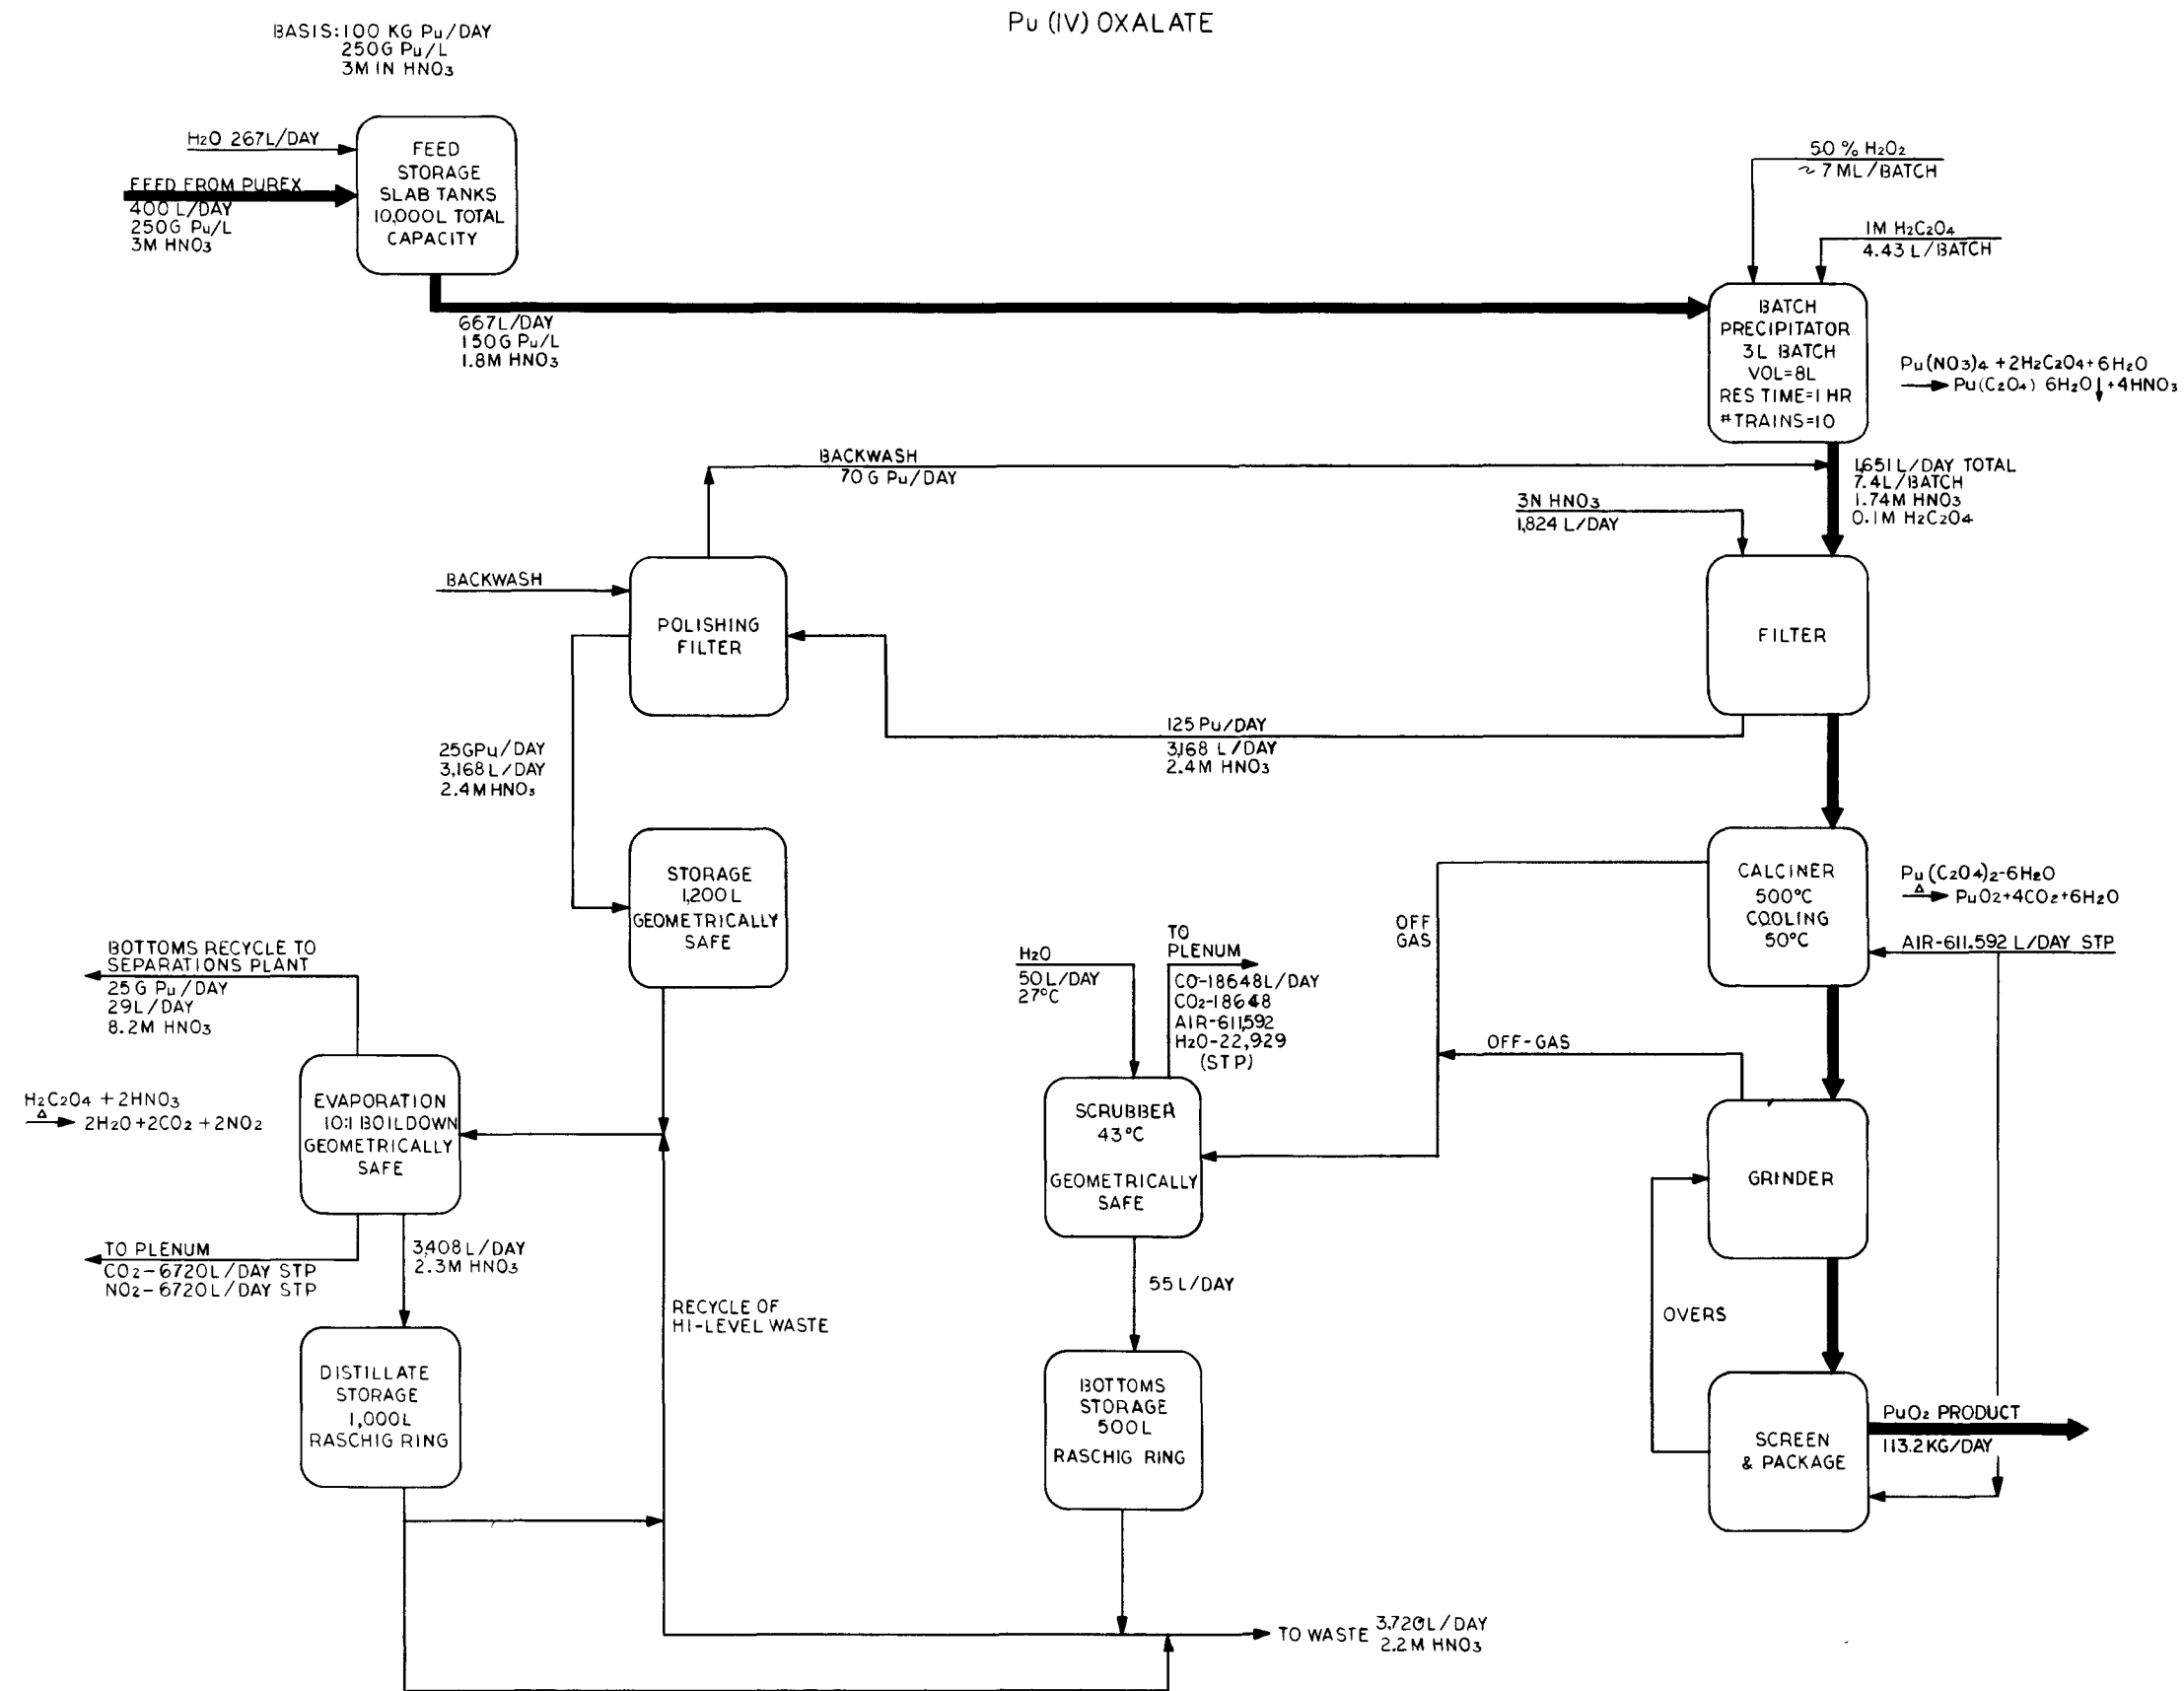 Pu (IV) OXALATE
BASIS:100 KG Pu/DAY
250G Pu/L
3M IN HNO3
H2O 267L/DAY
FEED FROM PUREX
400 L/DAY
250G Pu/L
3M HNO3
FEED
STORAGE
SLAB TANKS
10,000L TOTAL
CAPACITY
667L/DAY
150G Pu/L
1.8M HNO3
50 % H2O2
~ 7 ML/BATCH
1M H2C2O4
4.43 L/BATCH
BATCH
PRECIPITATOR
3L BATCH
VOL=8L
RES TIME=1 HR
#TRAINS=10
Pu(NO3)4 +2H2C2O4+6H2O
→ Pu(C2O4) 6H2O↓+4HNO3
BACKWASH
70G Pu/DAY
1,651 L/DAY TOTAL
7.4L/BATCH
1.74M HNO3
0.1M H2C2O4
3N HNO3
1,824 L/DAY
BACKWASH
POLISHING
FILTER
FILTER
125 Pu/DAY
3,168 L/DAY
2.4M HNO3
25GPu/DAY
3,168L/DAY
2.4MHNO3
STORAGE
1,200L
GEOMETRICALLY
SAFE
CALCINER
500°C
COOLING
50°C
Pu(C2O4)2-6H2O
Δ→ PuO2+4CO2+6H2O
AIR-611.592 L/DAY STP
OFF
GAS
BOTTOMS RECYCLE TO
SEPARATIONS PLANT
25G Pu/DAY
29L/DAY
8.2M HNO3
H2O
50L/DAY
27°C
TO
PLENUM
CO-18648L/DAY
CO2-18648
AIR-611,592
H2O-22,929
(STP)
OFF-GAS
H2C2O4 + 2HNO3
Δ→ 2H2O+2CO2+2NO2
EVAPORATION
10:1 BOILDOWN
GEOMETRICALLY
SAFE
SCRUBBER
43°C
GEOMETRICALLY
SAFE
GRINDER
TO PLENUM
CO2-6720L/DAY STP
NO2-6720L/DAY STP
3,408L/DAY
2.3M HNO3
55L/DAY
RECYCLE OF
HI-LEVEL WASTE
OVERS
DISTILLATE
STORAGE
1,000L
RASCHIG RING
BOTTOMS
STORAGE
500L
RASCHIG RING
SCREEN
& PACKAGE
PuO2 PRODUCT
113.2KG/DAY
TO WASTE 3,720L/DAY
2.2M HNO3